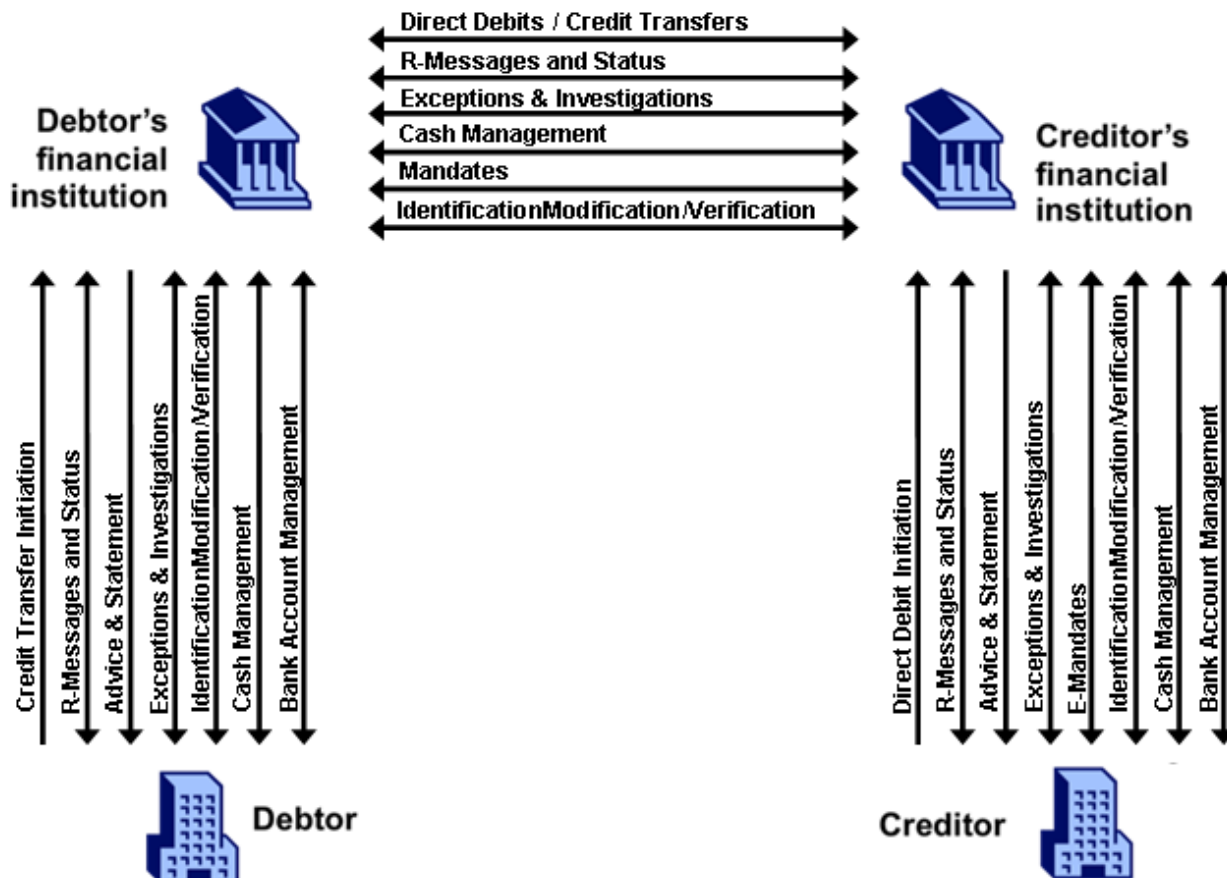 Direct Debits / Credit Transfers
R-Messages and Status
Exceptions & Investigations
Cash Management
Mandates
IdentificationModification/Verification
Debtor's
financial
institution
Creditor's
financial
institution
Credit Transfer Initiation
R-Messages and Status
Advice & Statement
Exceptions & Investigations
IdentificationModification/Verification
Cash Management
Bank Account Management
Direct Debit Initiation
R-Messages and Status
Advice & Statement
Exceptions & Investigations
E-Mandates
IdentificationModification/Verification
Cash Management
Bank Account Management
Debtor
Creditor